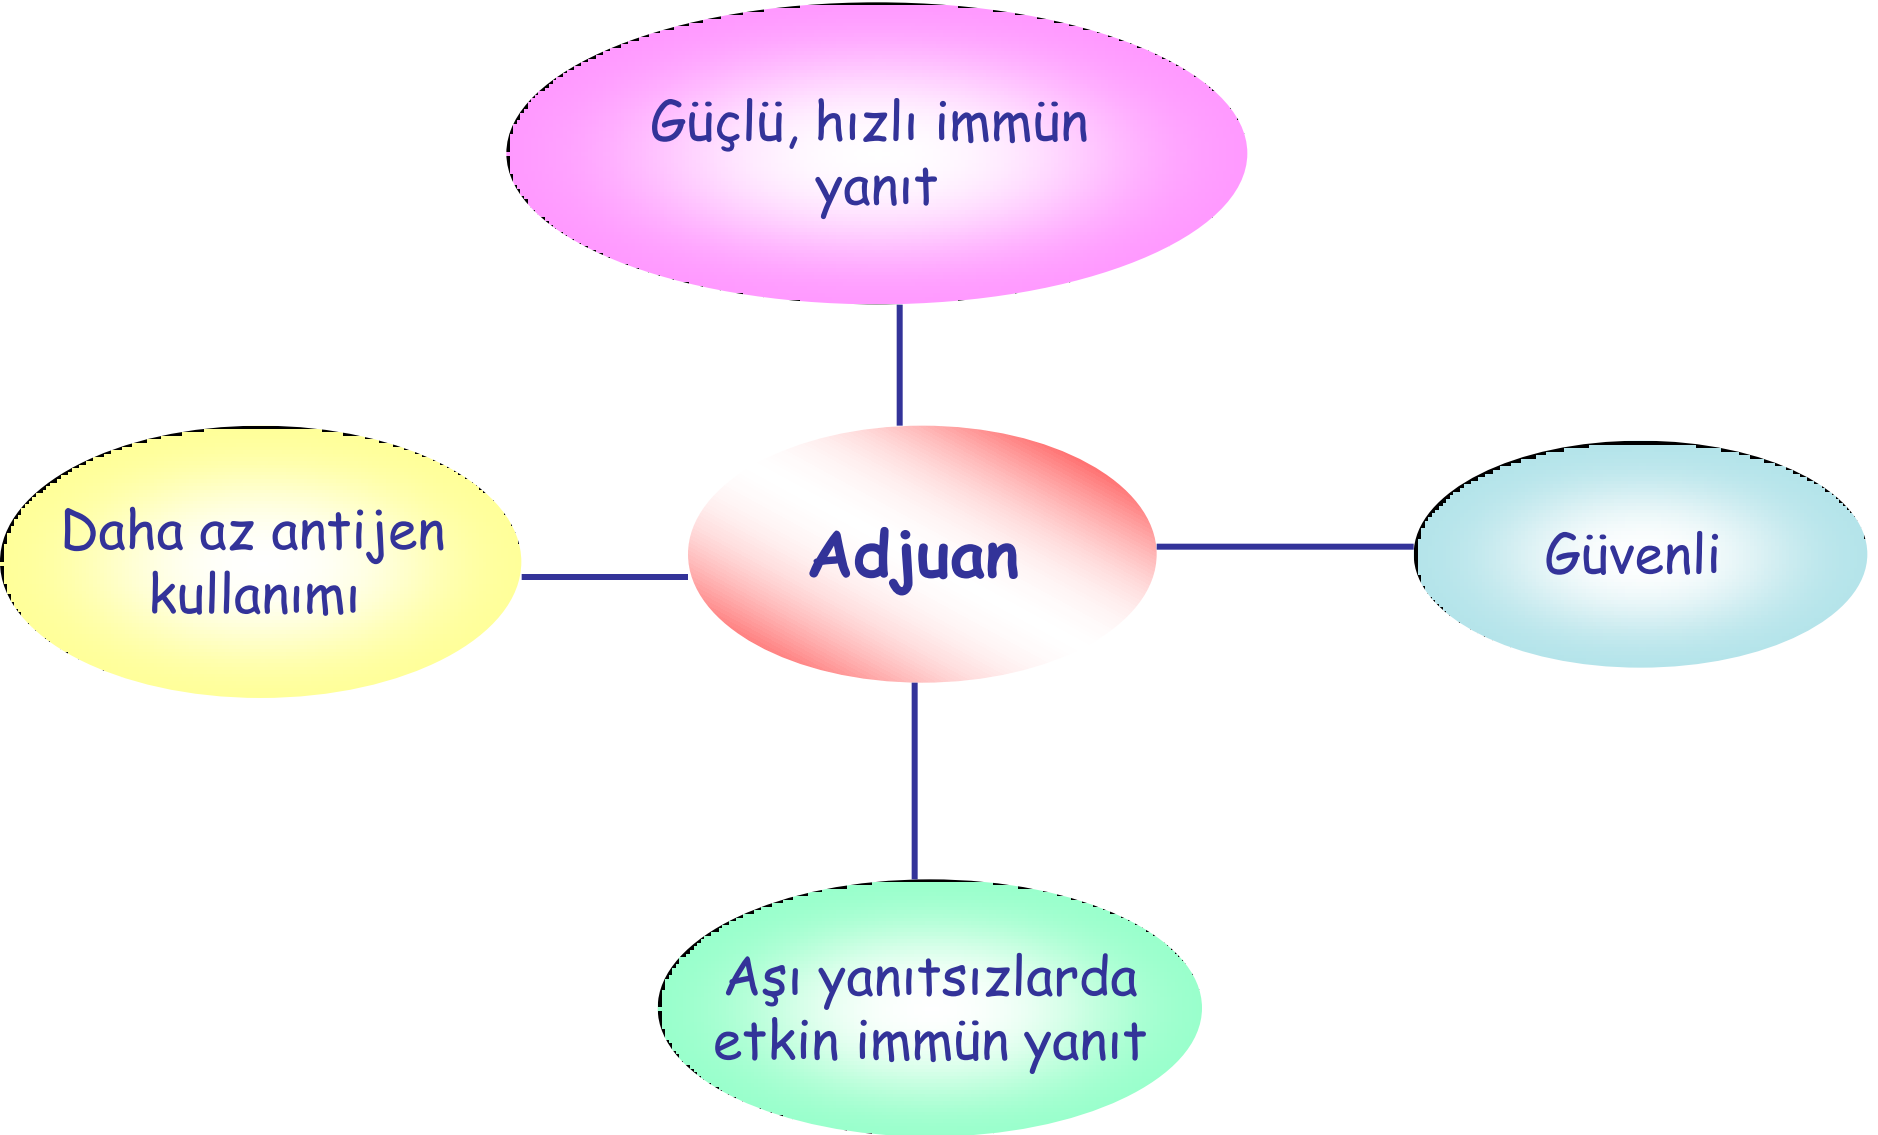 Güçlü, hızlı immün
yanıt
Daha az antijen
kullanımı
Adjuan
Güvenli
Aşı yanıtsızlarda
etkin immün yanıt